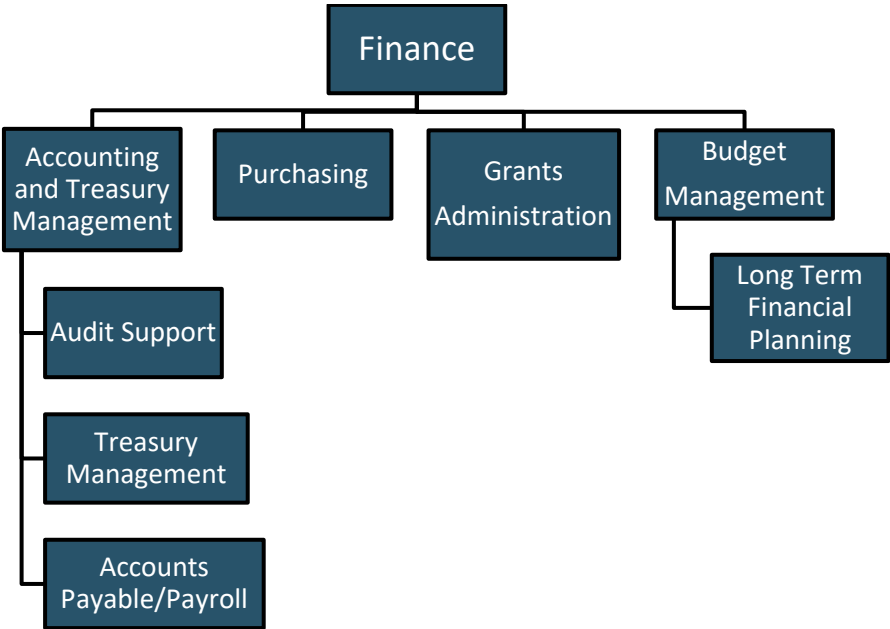 Finance
Accounting
and Treasury
Management
Purchasing
Grants
Administration
Budget
Management
Audit Support
Treasury
Management
Accounts
Payable/Payroll
Long Term
Financial
Planning